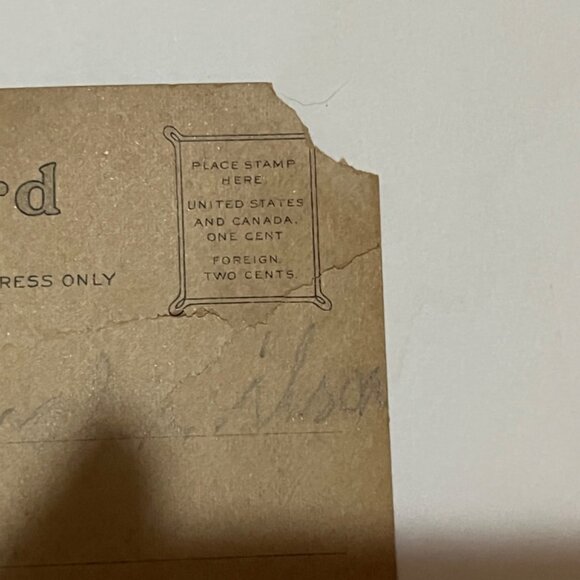 PLACE STAMP
HERE
UNITED STATES
AND CANADA.
ONE CENT
FOREIGN.
TWO CENTS.
rd
RESS ONLY